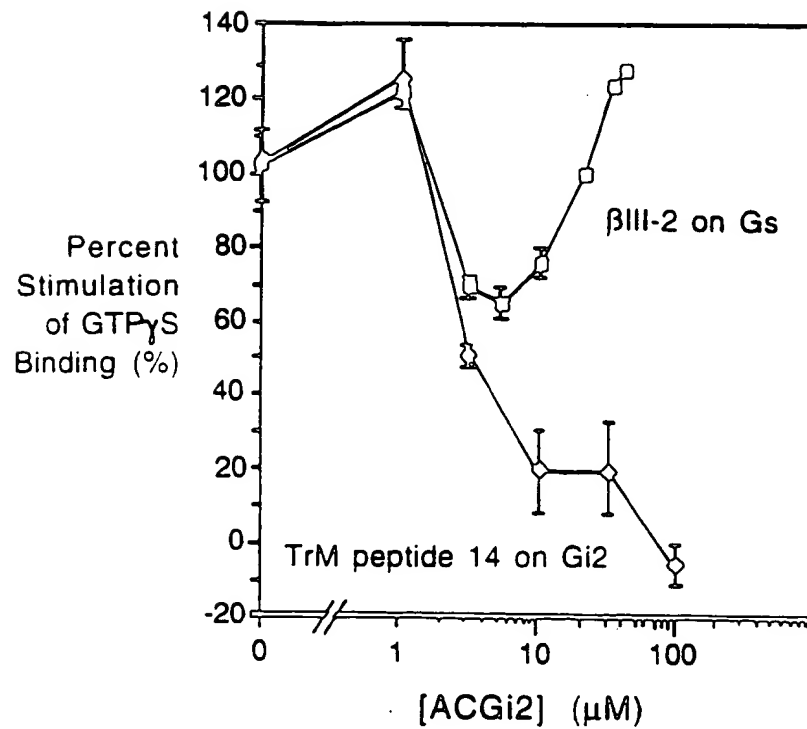 140
120
100
80
60
40
20
0
-20
Percent
Stimulation
of GTPγS
Binding (%)
βIII-2 on Gs
TrM peptide 14 on Gi2
0 1 10 100
[ACGi2] (μM)